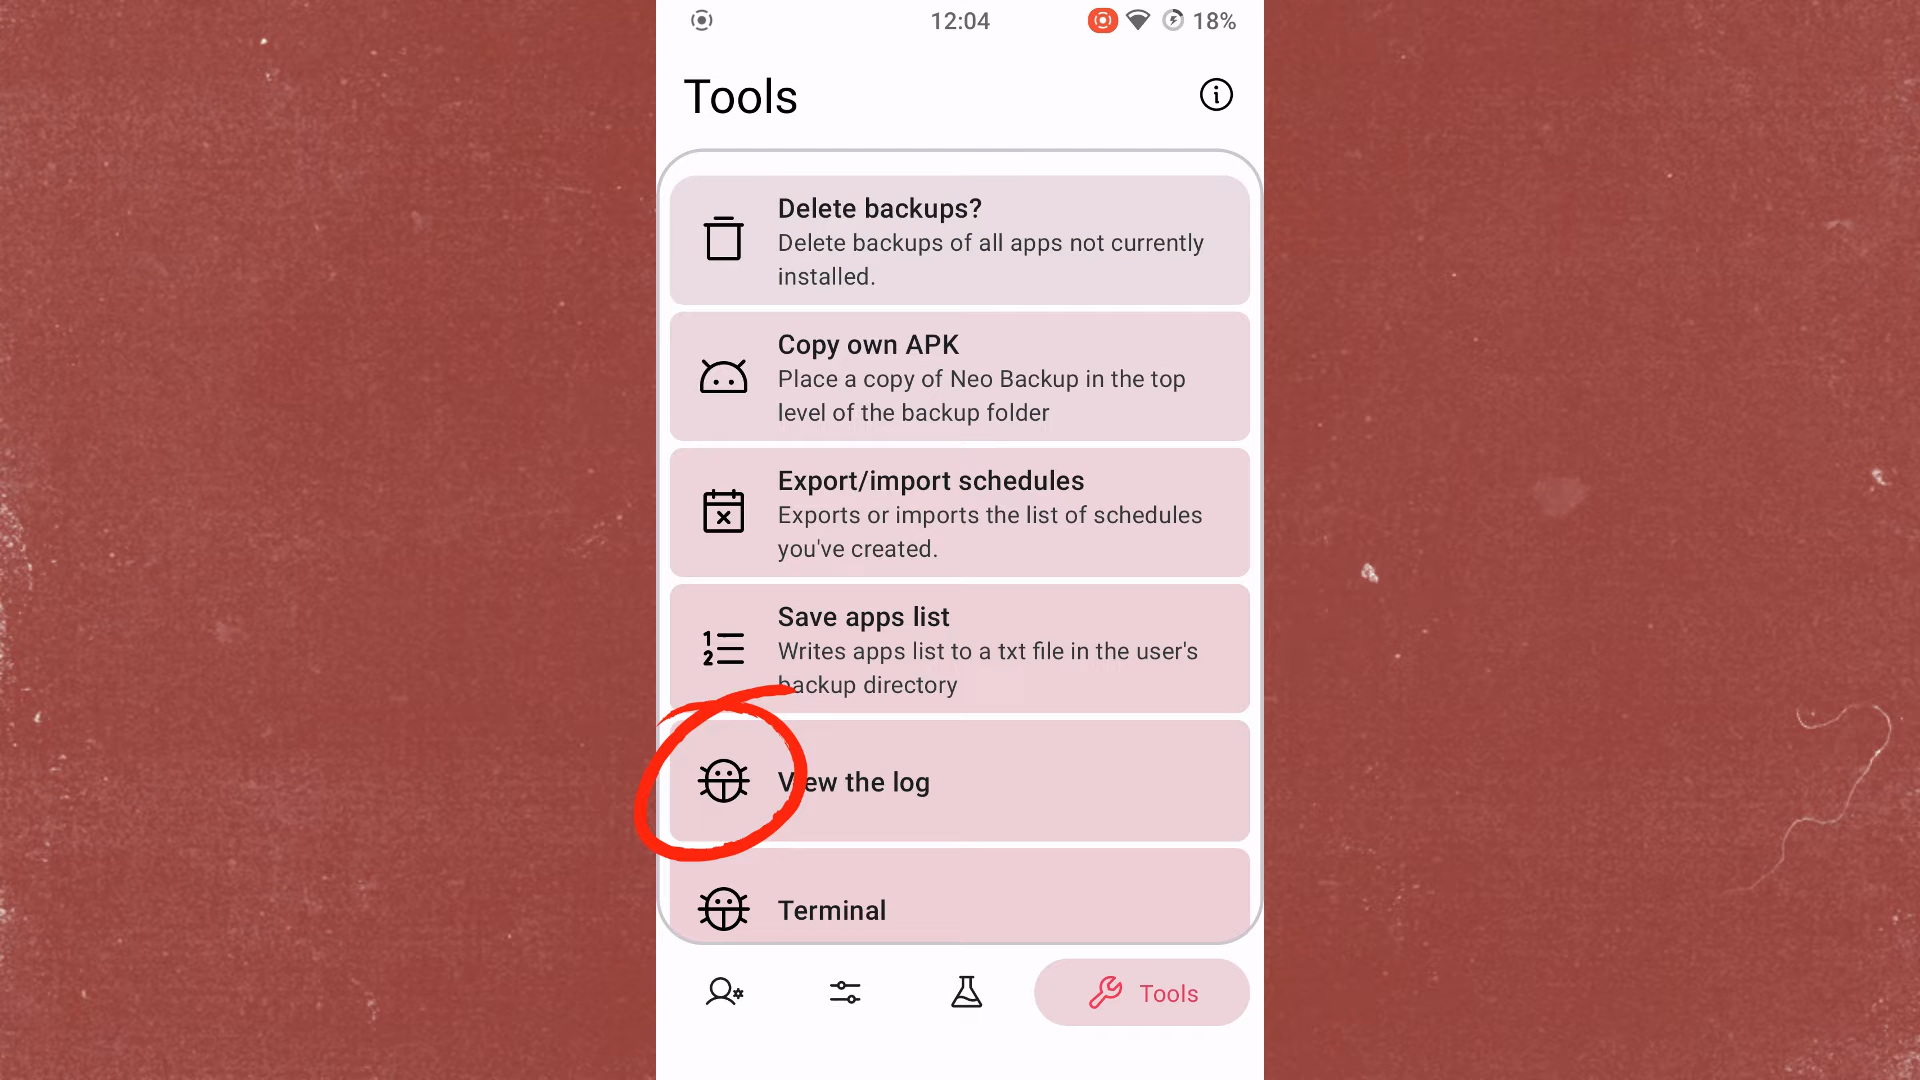 12:04
18%
Tools
Delete backups?
Delete backups of all apps not currently
installed.
Copy own APK
Place a copy of Neo Backup in the top
level of the backup folder
Export/import schedules
Exports or imports the list of schedules
you've created.
Save apps list
Writes apps list to a txt file in the user's
backup directory
View the log
Terminal
Tools